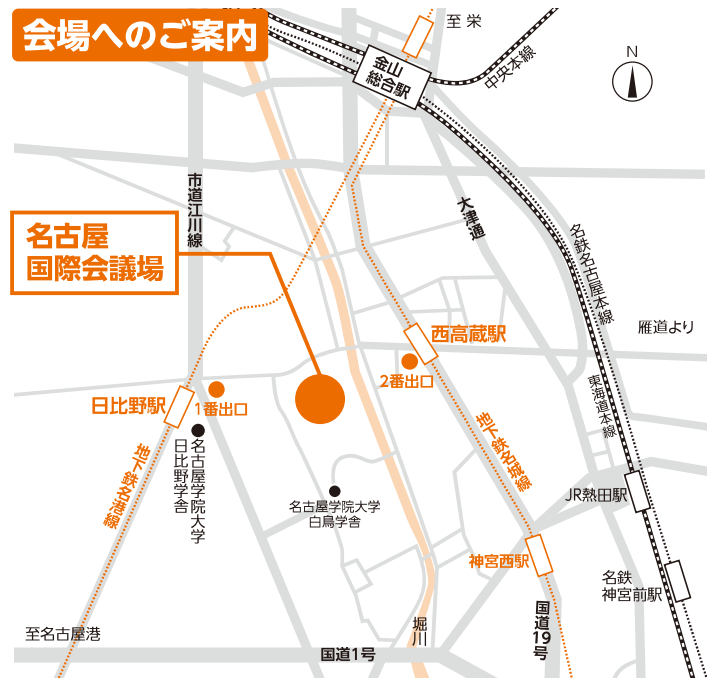 会場へのご案内
至 栄
金山
総合駅
中央本線
N
市道江川線
大津通
名鉄名古屋本線
名古屋
国際会議場
雁道より
西高蔵駅
2番出口
東海道本線
日比野駅
1番出口
地下鉄名港線
名古屋学院大学
日比野学舎
地下鉄名城線
名古屋学院大学
白鳥学舎
JR熱田駅
神宮西駅
名鉄
神宮前駅
至名古屋港
堀川
国道19号
国道1号